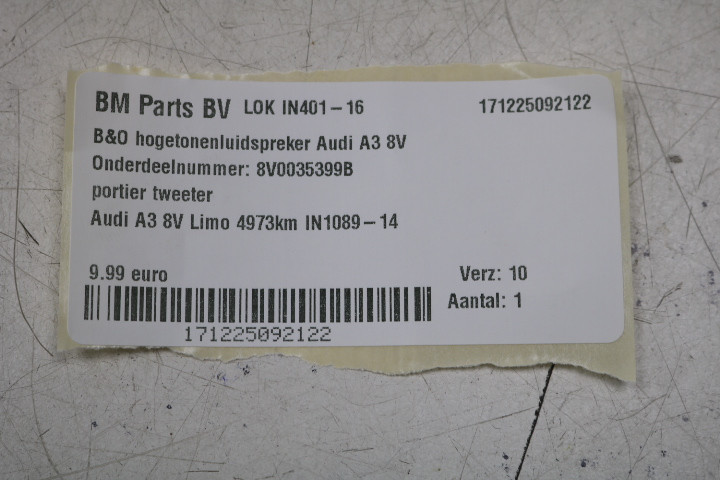 BM Parts BV LOK IN401-16 171225092122
B&O hogetonenluidspreker Audi A3 8V
Onderdeelnummer: 8V0035399B
portier tweeter
Audi A3 8V Limo 4973km IN1089-14
9.99 euro Verz: 10
Aantal: 1
171225092122